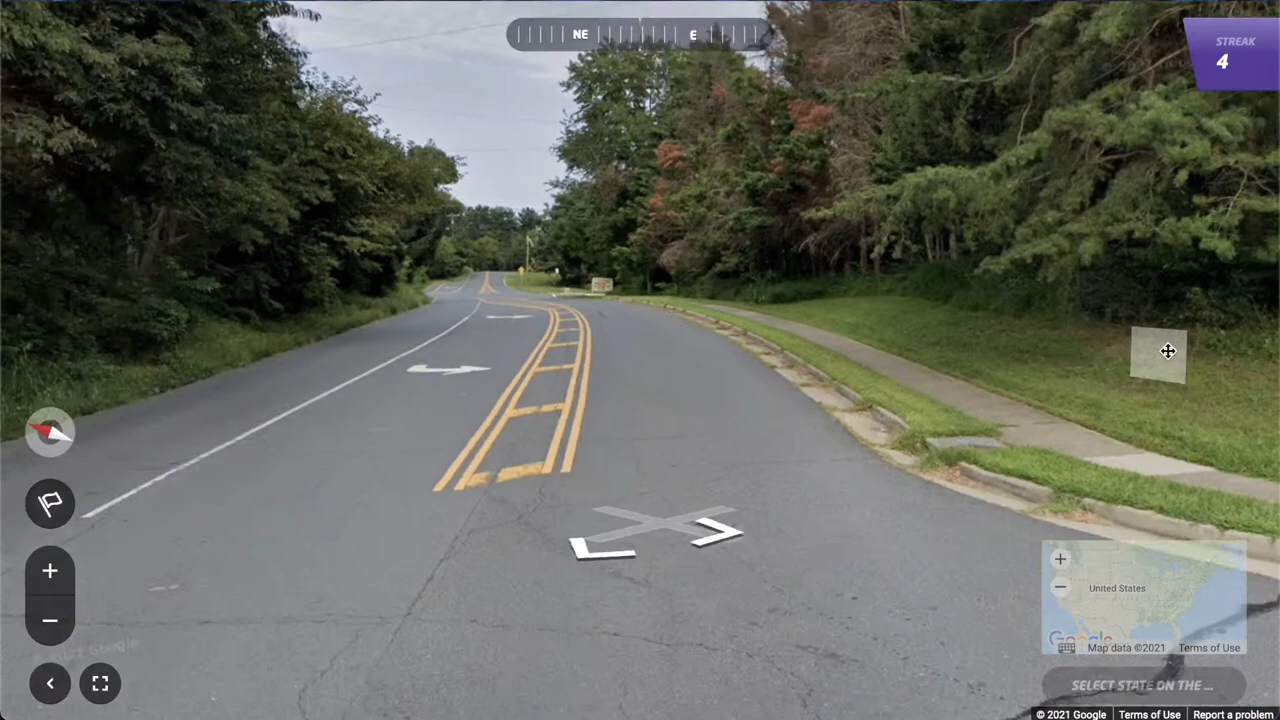 NE
E
STREAK
4
+
−
+
United States
−
Google
Map data ©2021
Terms of Use
SELECT STATE ON THE ...
© 2021 Google
Terms of Use
Report a problem